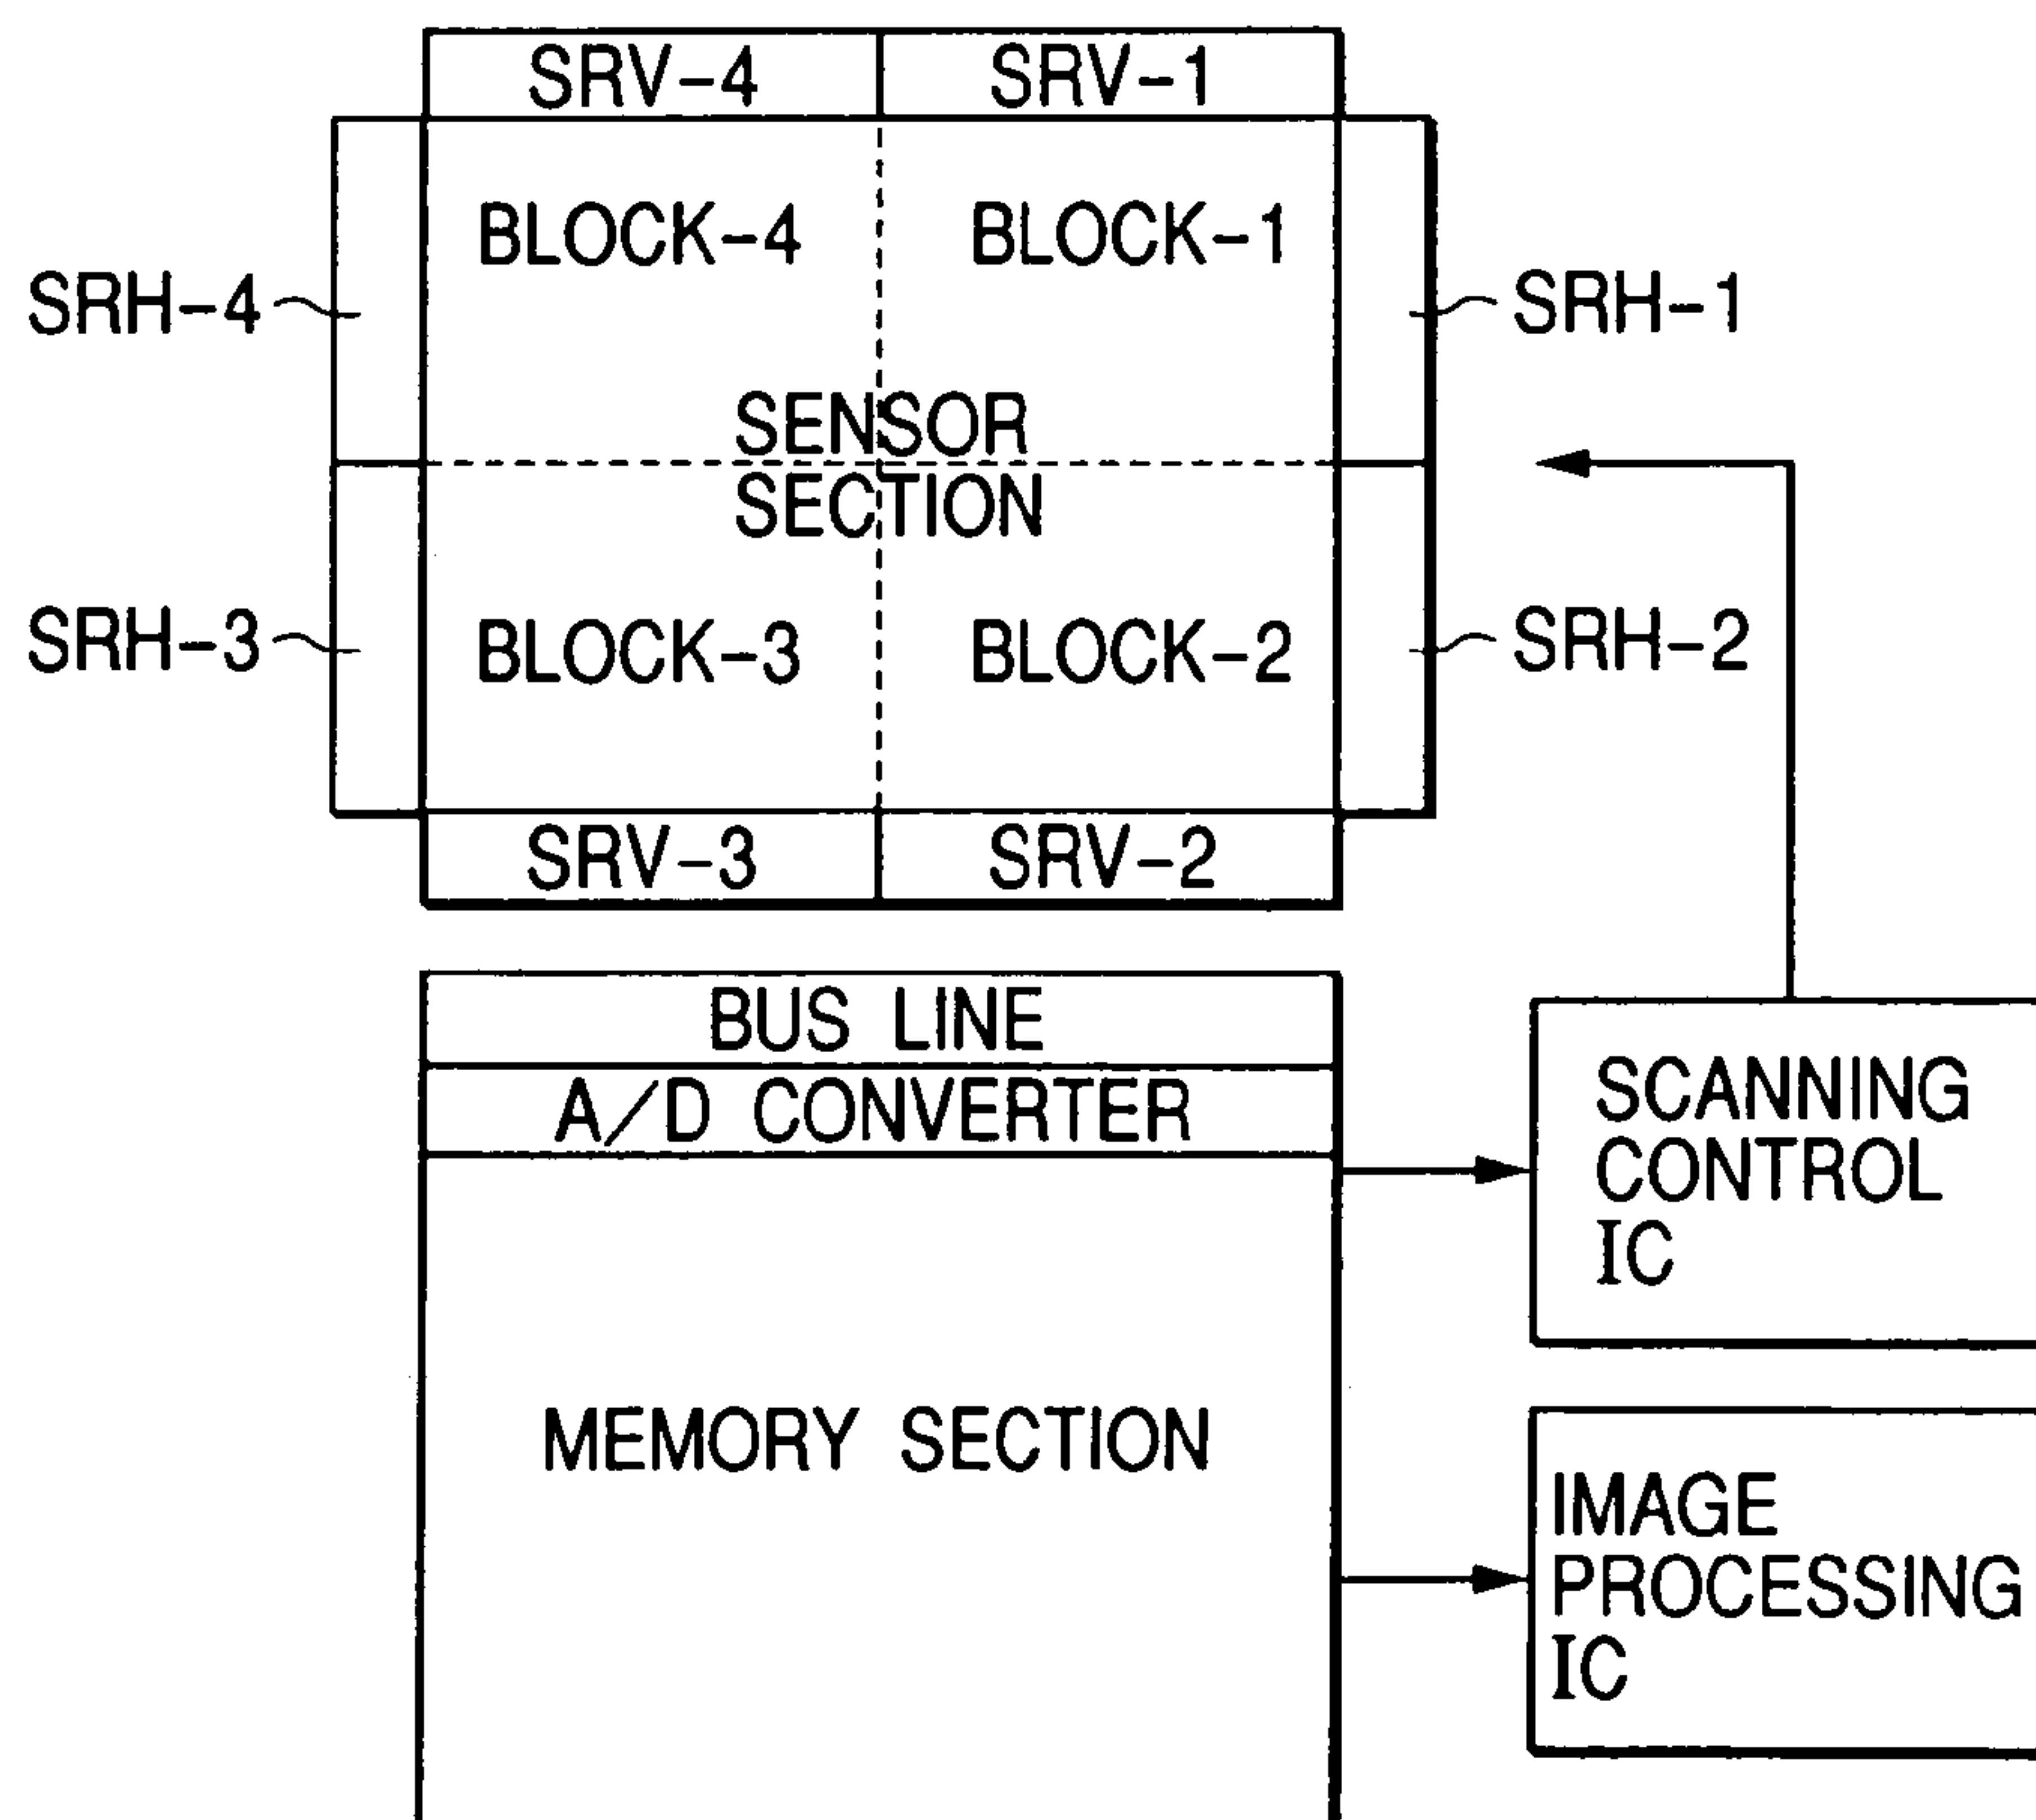 SRV-4 SRV-1
BLOCK-4 BLOCK-1
SRH-4 SRH-1
SENSOR
SECTION
SRH-3 BLOCK-3 BLOCK-2 SRH-2
SRV-3 SRV-2
BUS LINE
A/D CONVERTER
SCANNING
CONTROL
IC
MEMORY SECTION
IMAGE
PROCESSING
IC